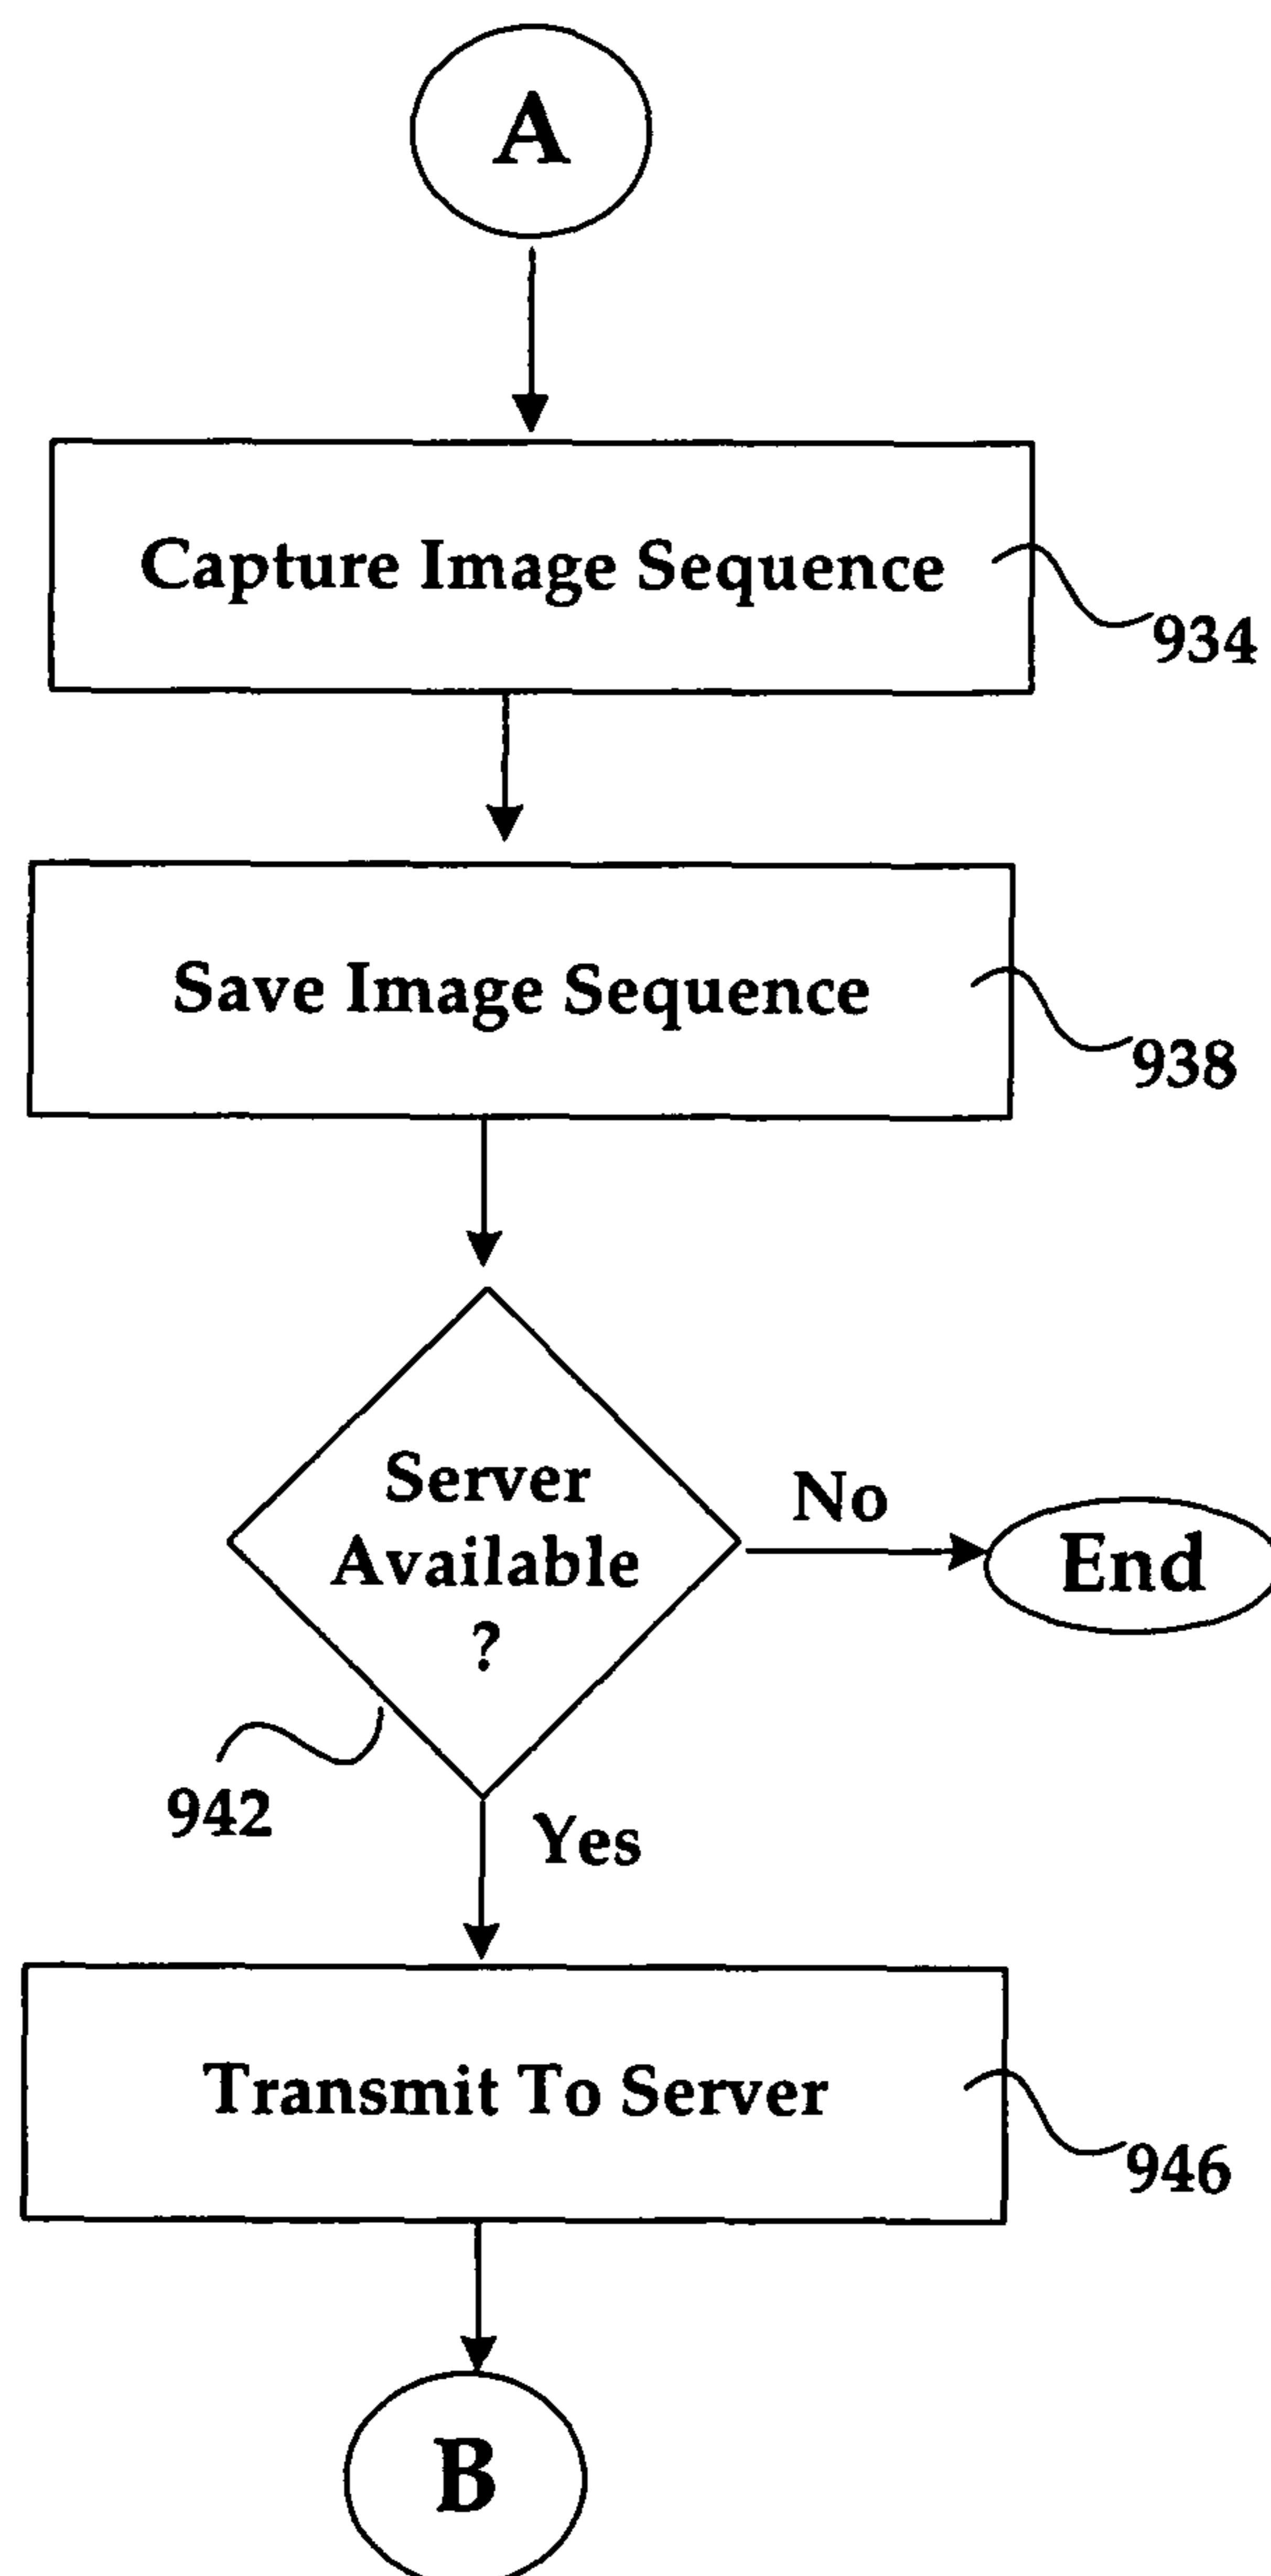 A
Capture Image Sequence
934
Save Image Sequence
938
Server
Available
?
No
End
942
Yes
Transmit To Server
946
B